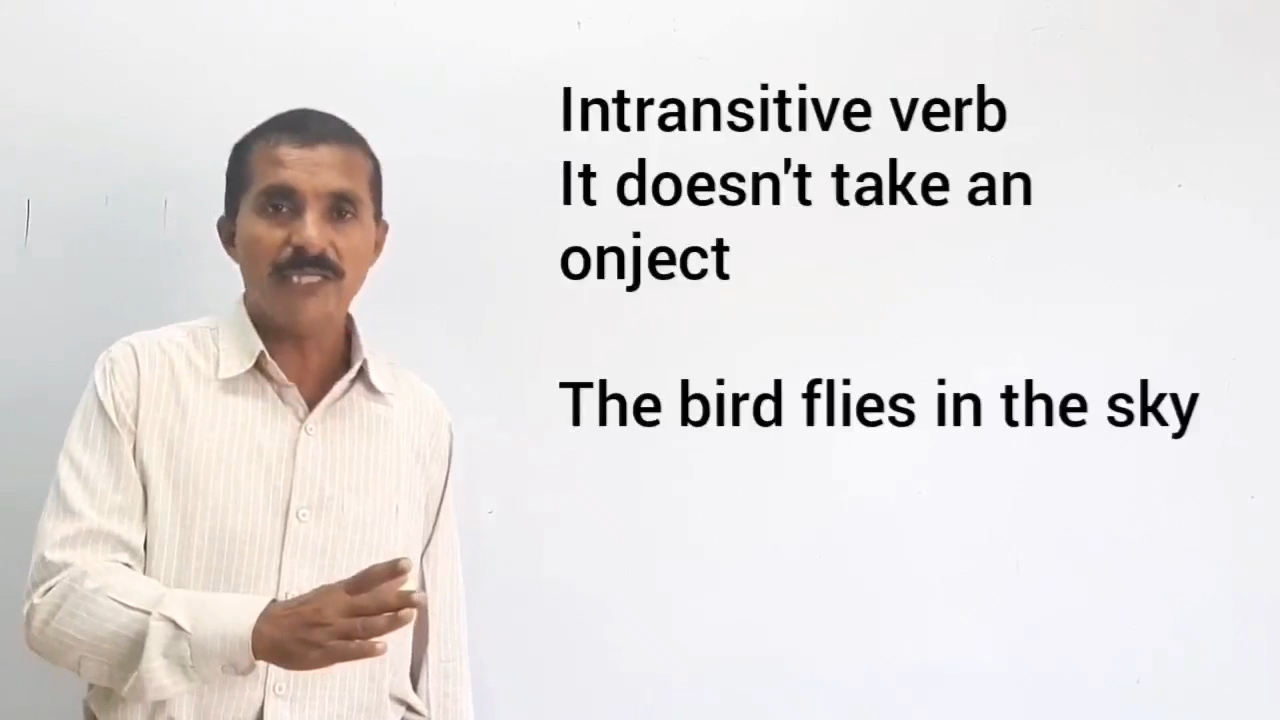 Intransitive verb
It doesn't take an
onject
The bird flies in the sky